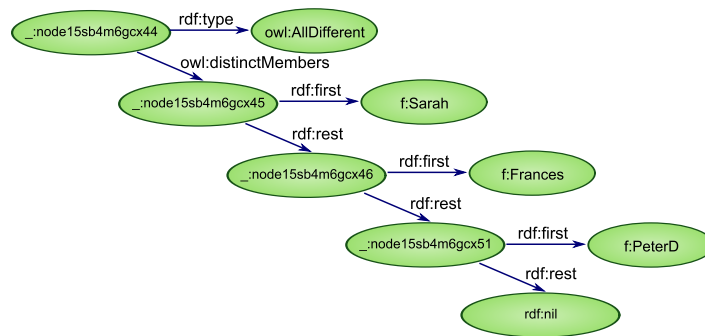 rdf:type
_:node15sb4m6gcx44
owl:AllDifferent
owl:distinctMembers
rdf:first
_:node15sb4m6gcx45
f:Sarah
rdf:rest
rdf:first
_:node15sb4m6gcx46
f:Frances
rdf:rest
rdf:first
_:node15sb4m6gcx51
f:PeterD
rdf:rest
rdf:nil